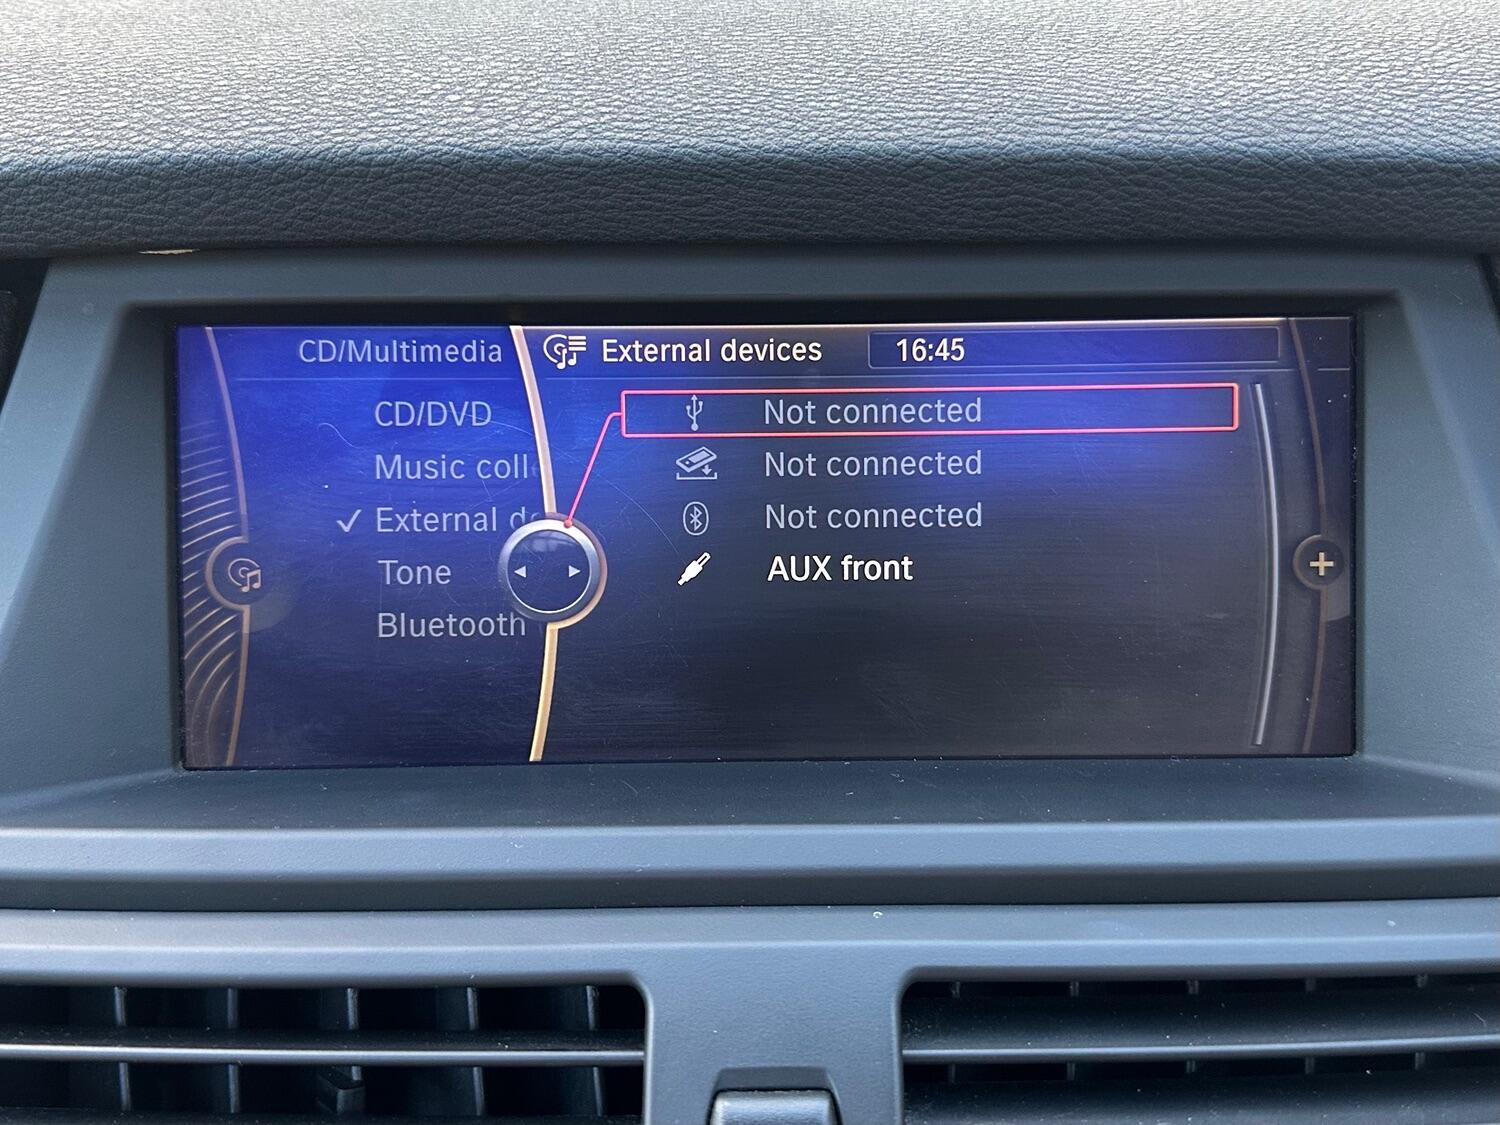 CD/Multimedia
External devices
16:45
CD/DVD
Music coll
✓ External d
Tone
Bluetooth
Not connected
Not connected
Not connected
AUX front
+